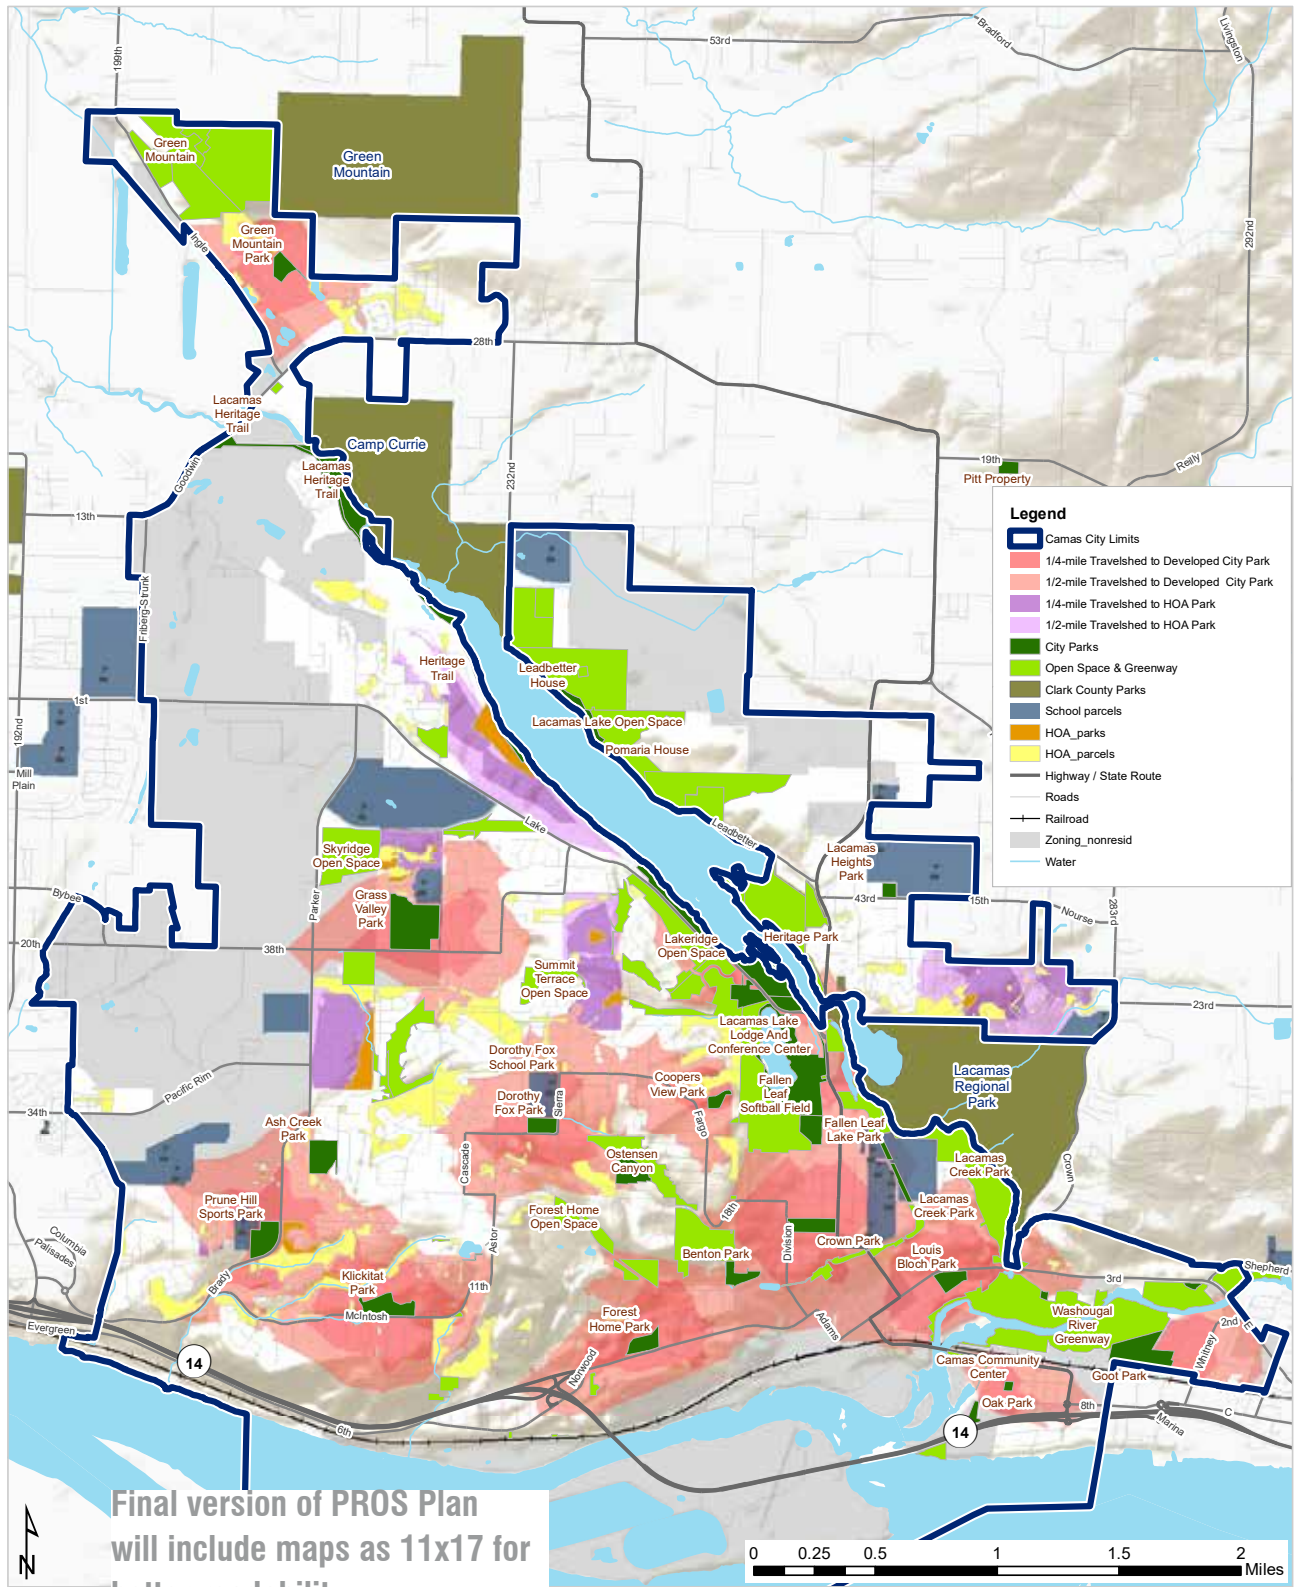 53rd
Bradford
Livingston
199th
Green
Mountain
Green
Mountain
292nd
Green
Mountain
Park
Ingle
28th
Lacamas
Heritage
Trail
Camp Currie
Lacamas
Heritage
Trail
Goodwin
232nd
19th
Reilly
Pitt Property
13th
Friberg-Strunk
Legend
Camas City Limits
1/4-mile Travelshed to Developed City Park
1/2-mile Travelshed to Developed City Park
1/4-mile Travelshed to HOA Park
1/2-mile Travelshed to HOA Park
City Parks
Open Space & Greenway
Clark County Parks
School parcels
HOA_parks
HOA_parcels
Highway / State Route
Roads
Railroad
Zoning_nonresid
Water
Heritage
Trail
Leadbetter
House
1st
192nd
Lacamas Lake Open Space
Pomaria House
Mill
Plain
Lake
Leadbetter
Skyridge
Open Space
Lacamas
Heights
Park
Parker
Bybee
Grass
Valley
Park
43rd
15th
Nourse
283rd
20th
38th
Lakeridge
Open Space
Heritage Park
Summit
Terrace
Open Space
23rd
Lacamas Lake
Lodge And
Conference Center
Dorothy Fox
School Park
Pacific Rim
Coopers
View Park
Fallen
Leaf
Softball Field
Lacamas
Regional
Park
Dorothy
Fox Park
Sierra
34th
Ash Creek
Park
Fargo
Fallen Leaf
Lake Park
Cascade
Ostensen
Canyon
Lacamas
Creek Park
Crown
Prune Hill
Sports Park
Lacamas
Creek Park
Forest Home
Open Space
18th
Columbia
Palisades
Astor
Division
Crown Park
Benton Park
Louis
Bloch Park
Shepherd
Brady
Klickitat
Park
11th
3rd
McIntosh
Forest
Home Park
Adams
Washougal
River
Greenway
2nd
E
Evergreen
Whitney
14
Norwood
Camas Community
Center
Goot Park
Oak Park
8th
C
Marina
6th
14
Final version of PROS Plan
will include maps as 11x17 for
N
0 0.25 0.5 1 1.5 2
Miles